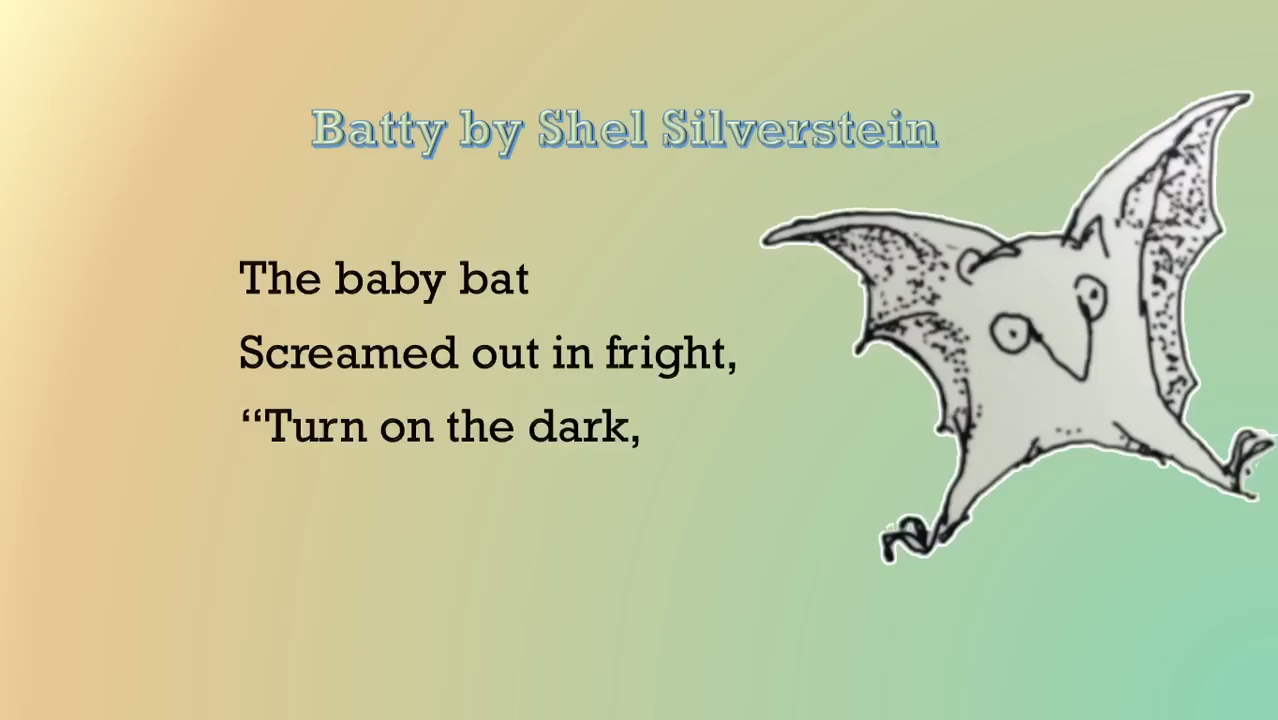 Batty by Shel Silverstein
The baby bat
Screamed out in fright,
“Turn on the dark,